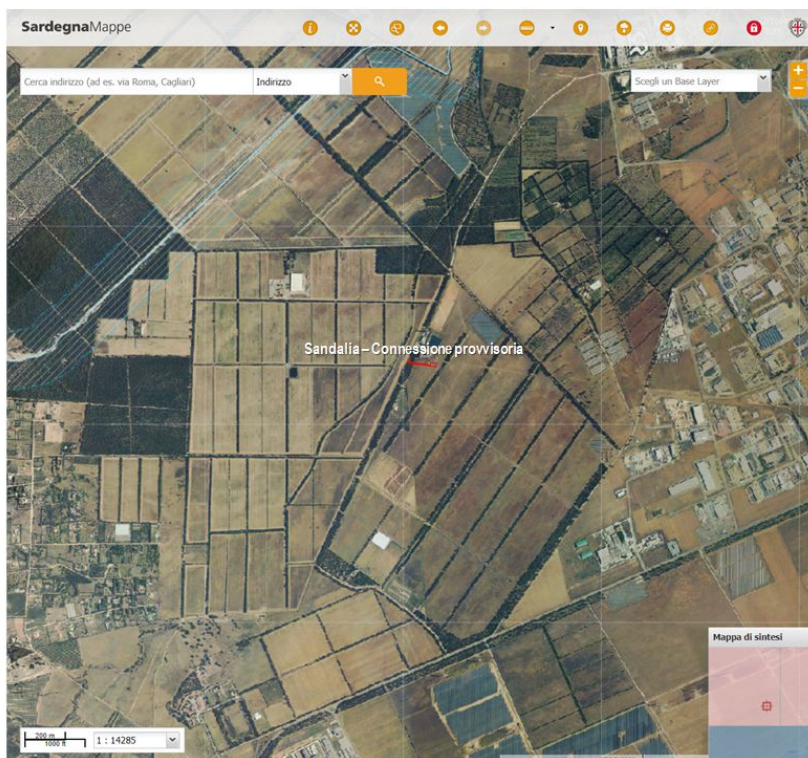 SardegnaMappe
Cerca indirizzo (ad es. via Roma, Cagliari)
Indirizzo
Scegli un Base Layer
+
−
Sandalia – Connessione provvisoria
Mappa di sintesi
200 m
1000 ft
1 : 14285